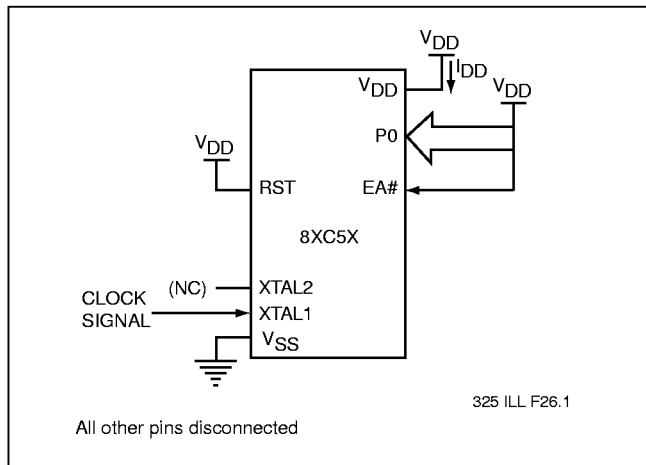 VDD
IDD
VDD
VDD
P0
VDD
RST
EA#
8XC5X
(NC)
XTAL2
CLOCK
SIGNAL
XTAL1
VSS
325 ILL F26.1
All other pins disconnected